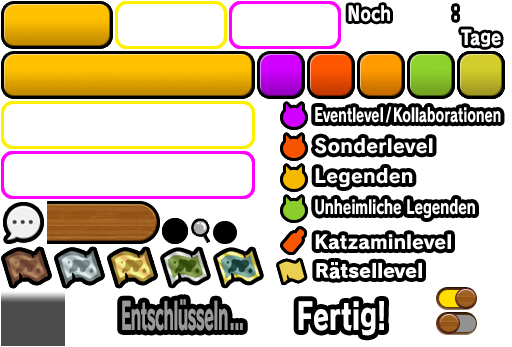 Noch :
Tage
Eventlevel/Kollaborationen
Sonderlevel
Legenden
Unheimliche Legenden
Katzaminlevel
Rätsellevel
Entschlüsseln...
Fertig!